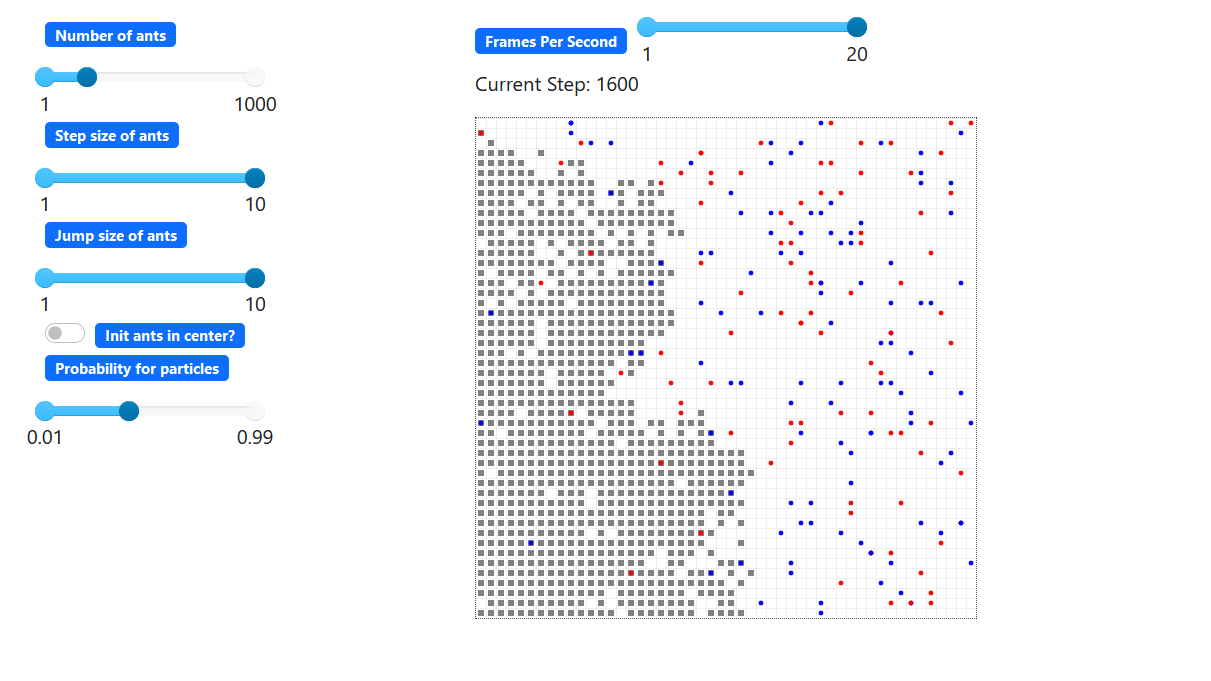 Number of ants
1 1000
Step size of ants
1 10
Jump size of ants
1 10
Init ants in center?
Probability for particles
0.01 0.99
Frames Per Second
1 20
Current Step: 1600